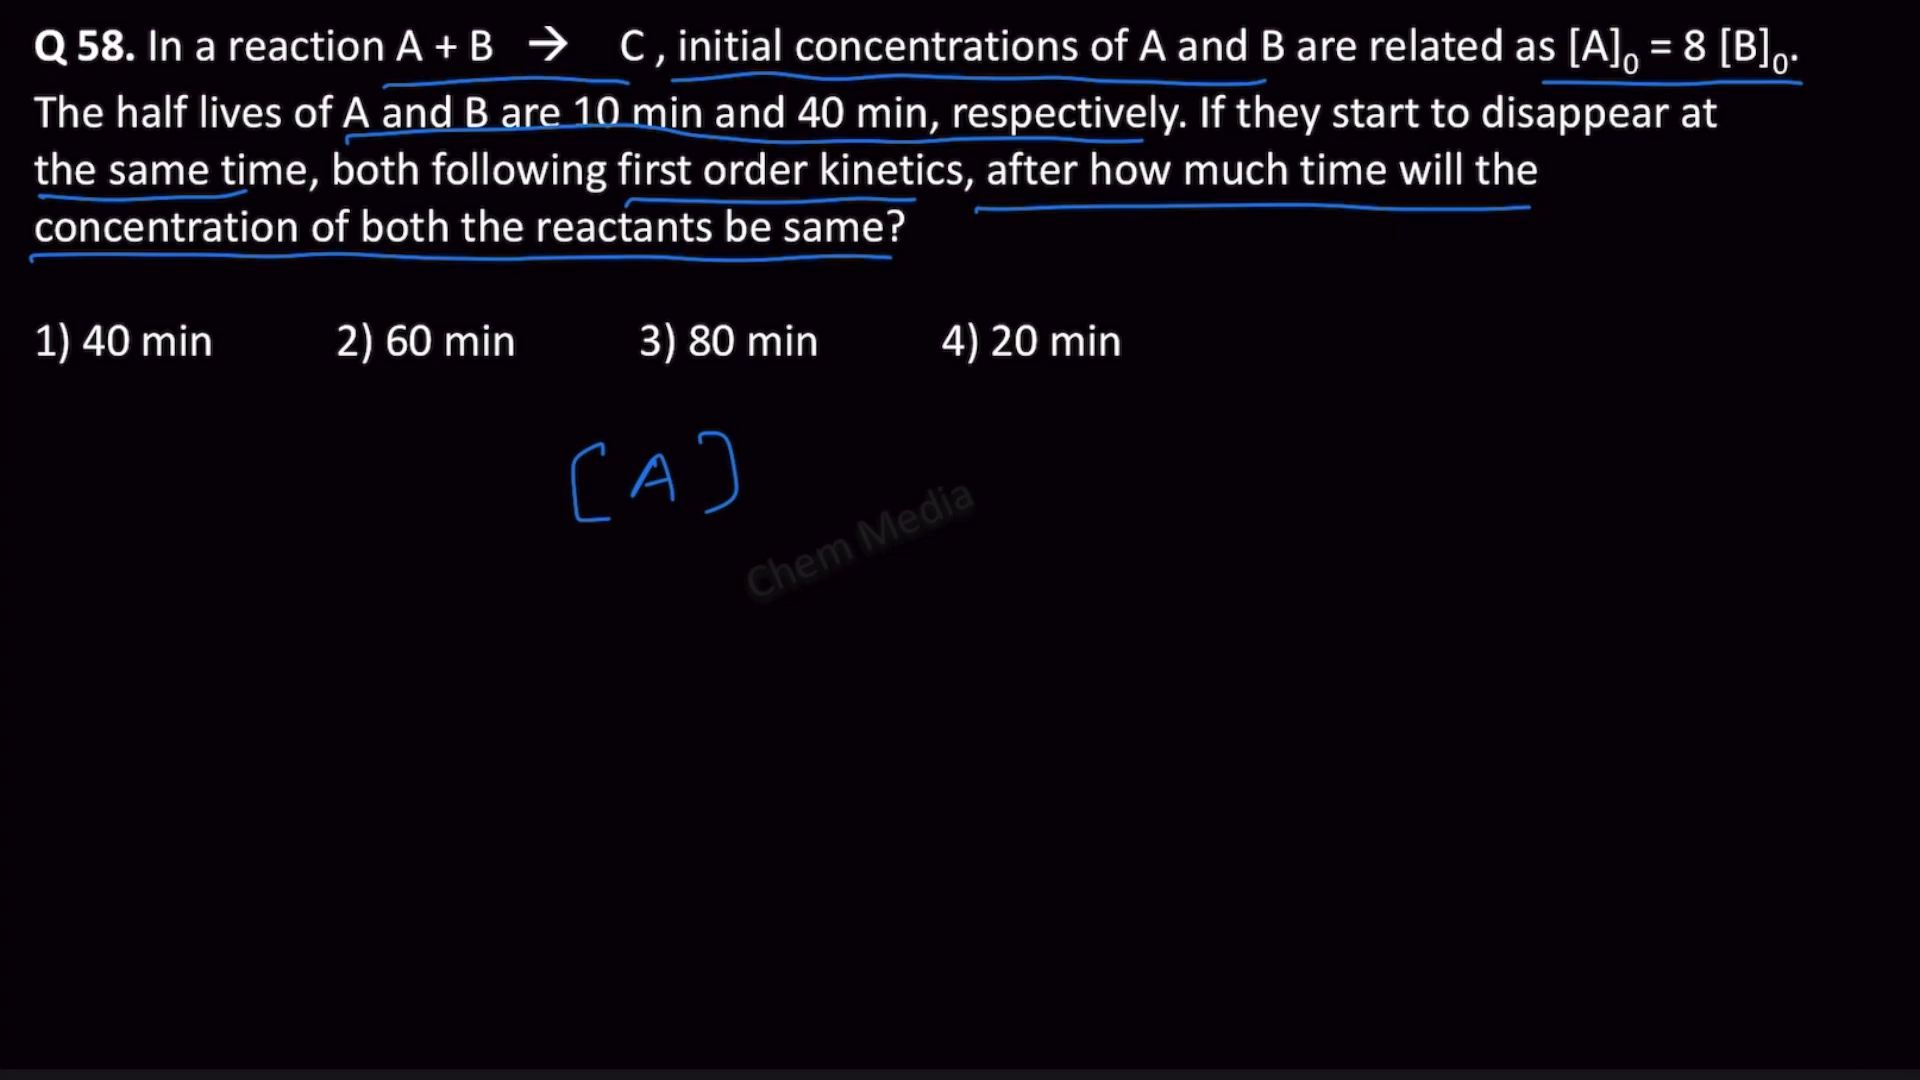 Q 58. In a reaction A + B → C , initial concentrations of A and B are related as [A]₀ = 8 [B]₀.
The half lives of A and B are 10 min and 40 min, respectively. If they start to disappear at
the same time, both following first order kinetics, after how much time will the
concentration of both the reactants be same?
1) 40 min 2) 60 min 3) 80 min 4) 20 min
[A]
Chem Media